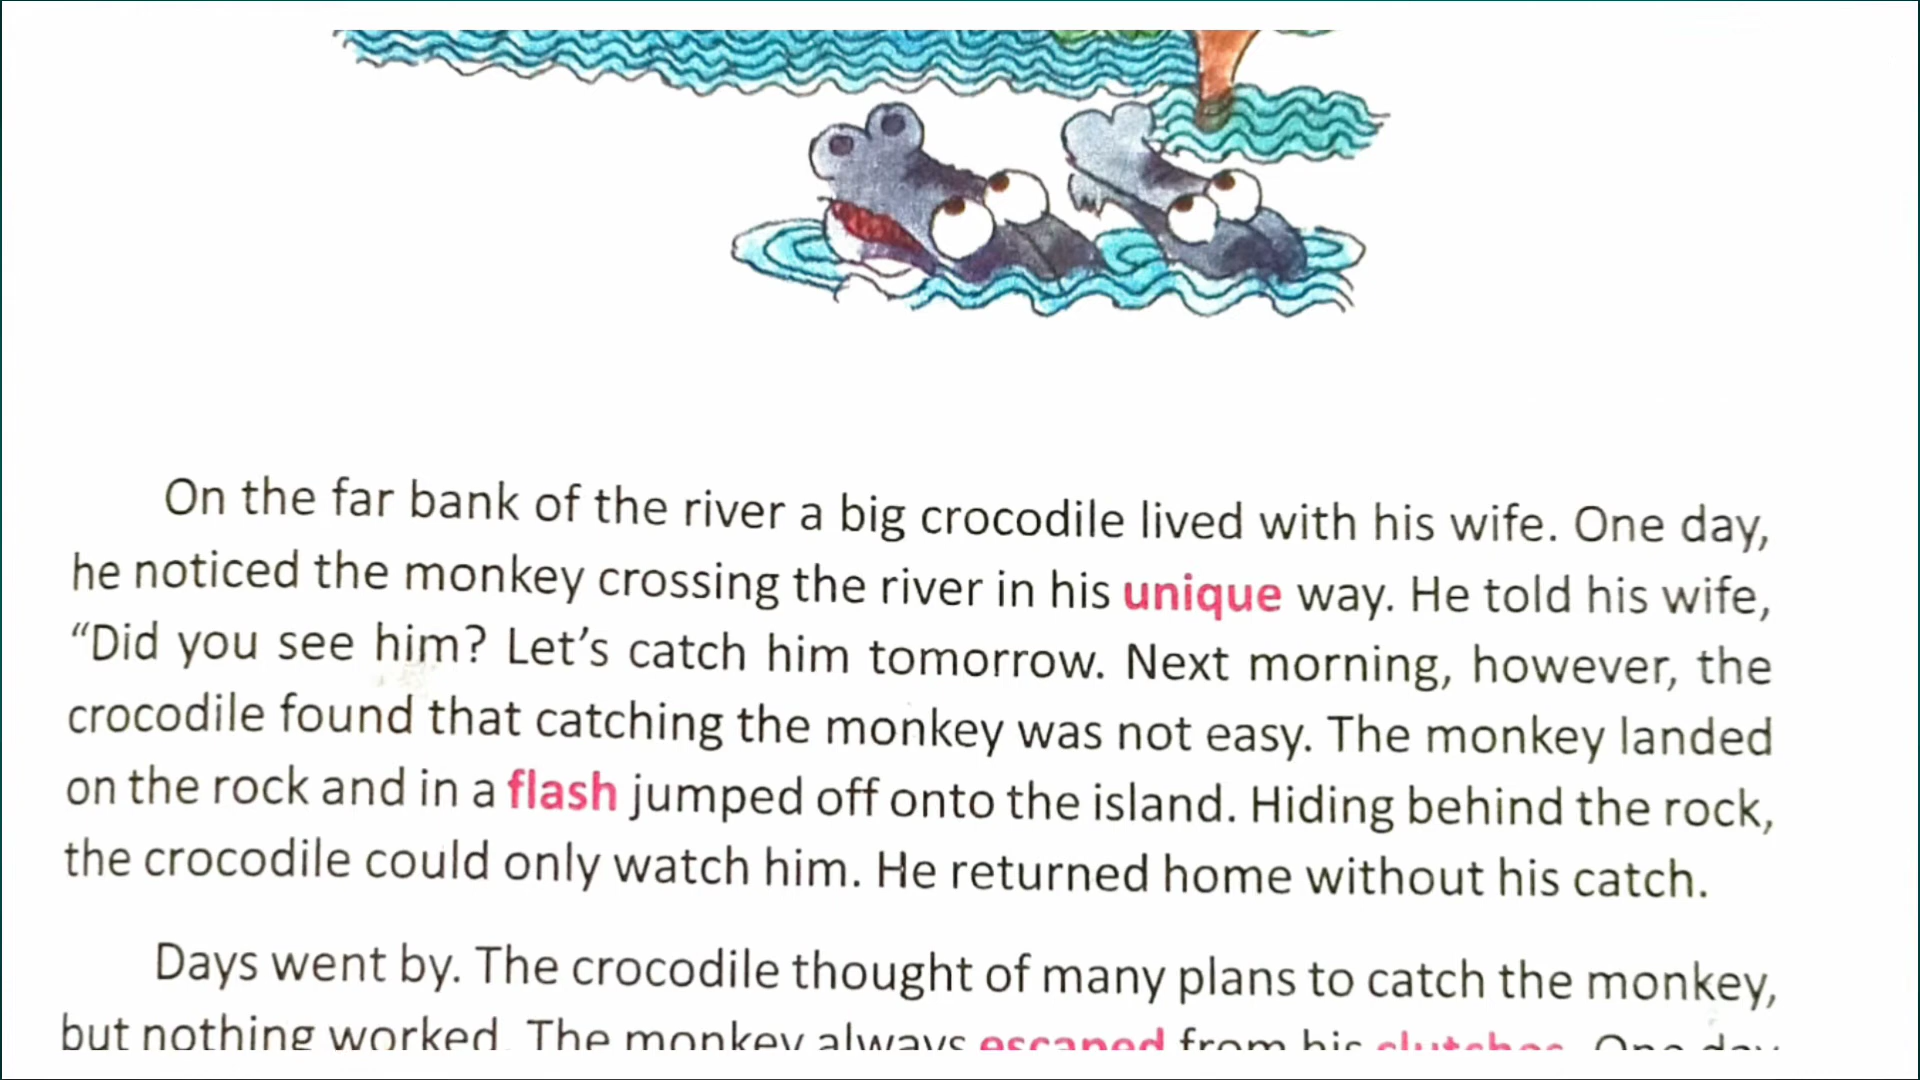 On the far bank of the river a big crocodile lived with his wife. One day,
he noticed the monkey crossing the river in his unique way. He told his wife,
“Did you see him? Let’s catch him tomorrow. Next morning, however, the
crocodile found that catching the monkey was not easy. The monkey landed
on the rock and in a flash jumped off onto the island. Hiding behind the rock,
the crocodile could only watch him. He returned home without his catch.
Days went by. The crocodile thought of many plans to catch the monkey,
but nothing worked. The monkey always escaped from his clutches. One day